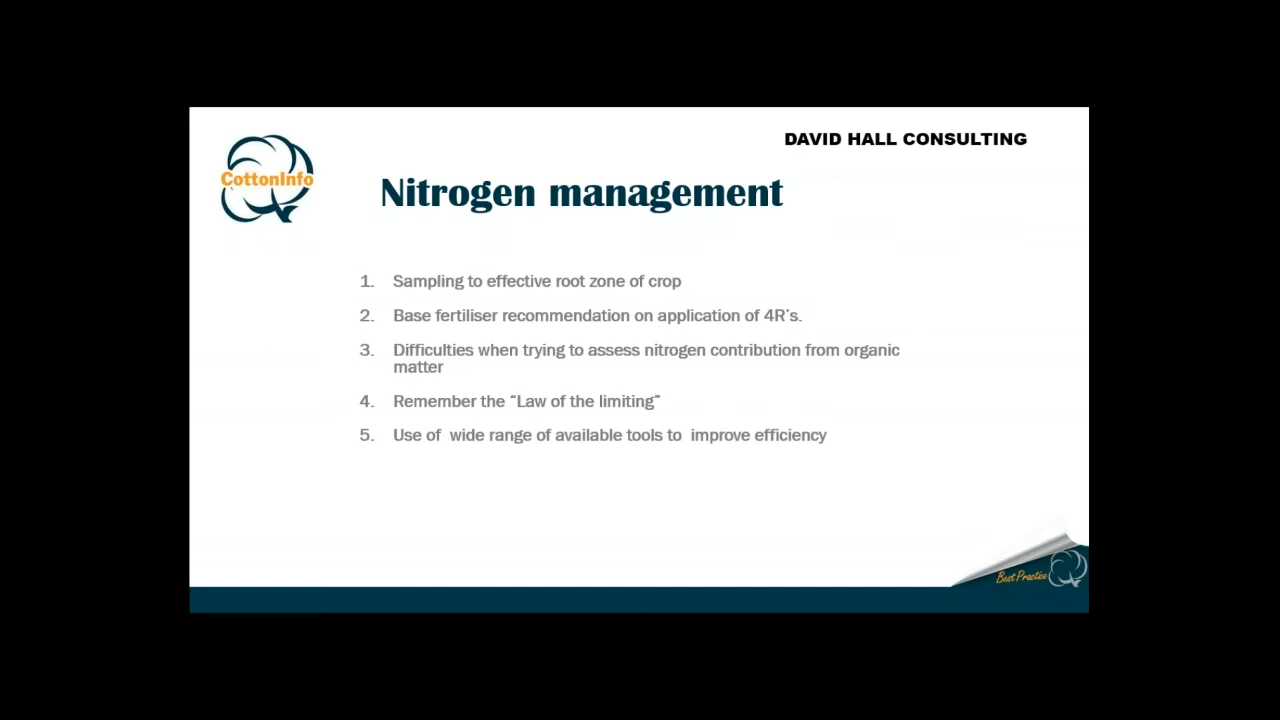 DAVID HALL CONSULTING
CottonInfo
Nitrogen management
1. Sampling to effective root zone of crop
2. Base fertiliser recommendation on application of 4R's.
3. Difficulties when trying to assess nitrogen contribution from organic
matter
4. Remember the “Law of the limiting”
5. Use of  wide range of available tools to  improve efficiency
Best Practice